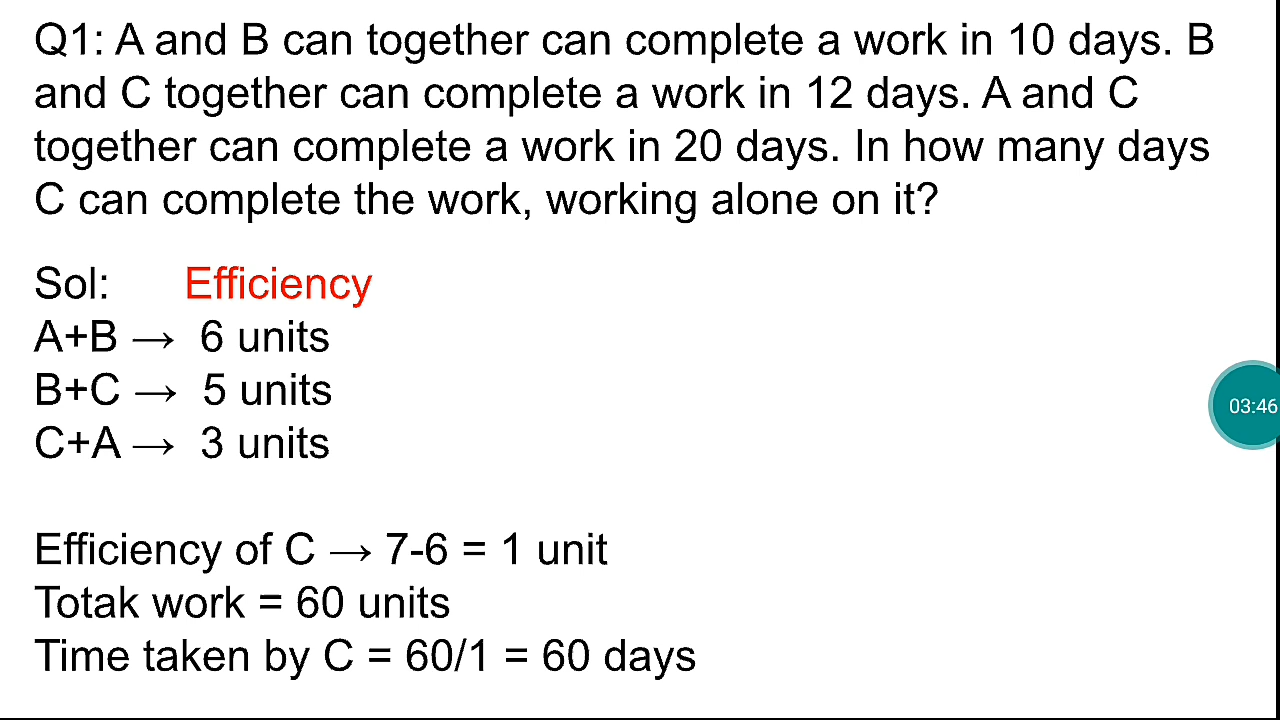 Q1: A and B can together can complete a work in 10 days. B
and C together can complete a work in 12 days. A and C
together can complete a work in 20 days. In how many days
C can complete the work, working alone on it?
Sol: Efficiency
A+B → 6 units
B+C → 5 units
C+A → 3 units
03:46
Efficiency of C → 7-6 = 1 unit
Totak work = 60 units
Time taken by C = 60/1 = 60 days